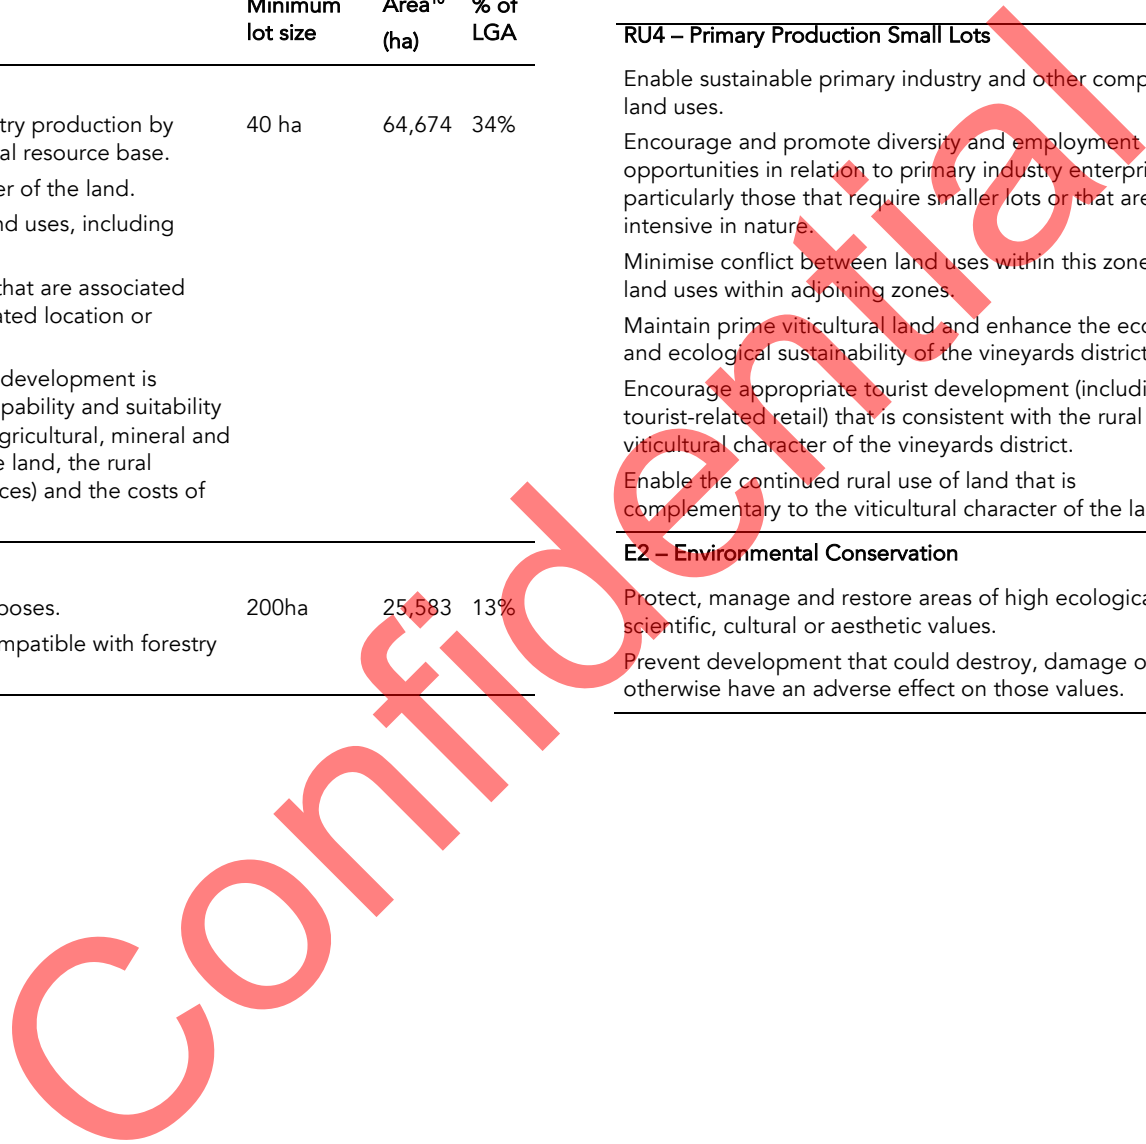 Minimum Area¹⁰ % of
lot size (ha) LGA
try production by 40 ha 64,674 34%
al resource base.
er of the land.
nd uses, including
that are associated
ated location or
development is
pability and suitability
gricultural, mineral and
e land, the rural
ces) and the costs of
poses. 200ha 25,583 13%
mpatible with forestry
RU4 – Primary Production Small Lots
Enable sustainable primary industry and other comp
land uses.
Encourage and promote diversity and employment
opportunities in relation to primary industry enterpri
particularly those that require smaller lots or that are
intensive in nature.
Minimise conflict between land uses within this zone
land uses within adjoining zones.
Maintain prime viticultural land and enhance the eco
and ecological sustainability of the vineyards district
Encourage appropriate tourist development (includi
tourist-related retail) that is consistent with the rural
viticultural character of the vineyards district.
Enable the continued rural use of land that is
complementary to the viticultural character of the la
E2 – Environmental Conservation
Protect, manage and restore areas of high ecologica
scientific, cultural or aesthetic values.
Prevent development that could destroy, damage o
otherwise have an adverse effect on those values.
Confidential